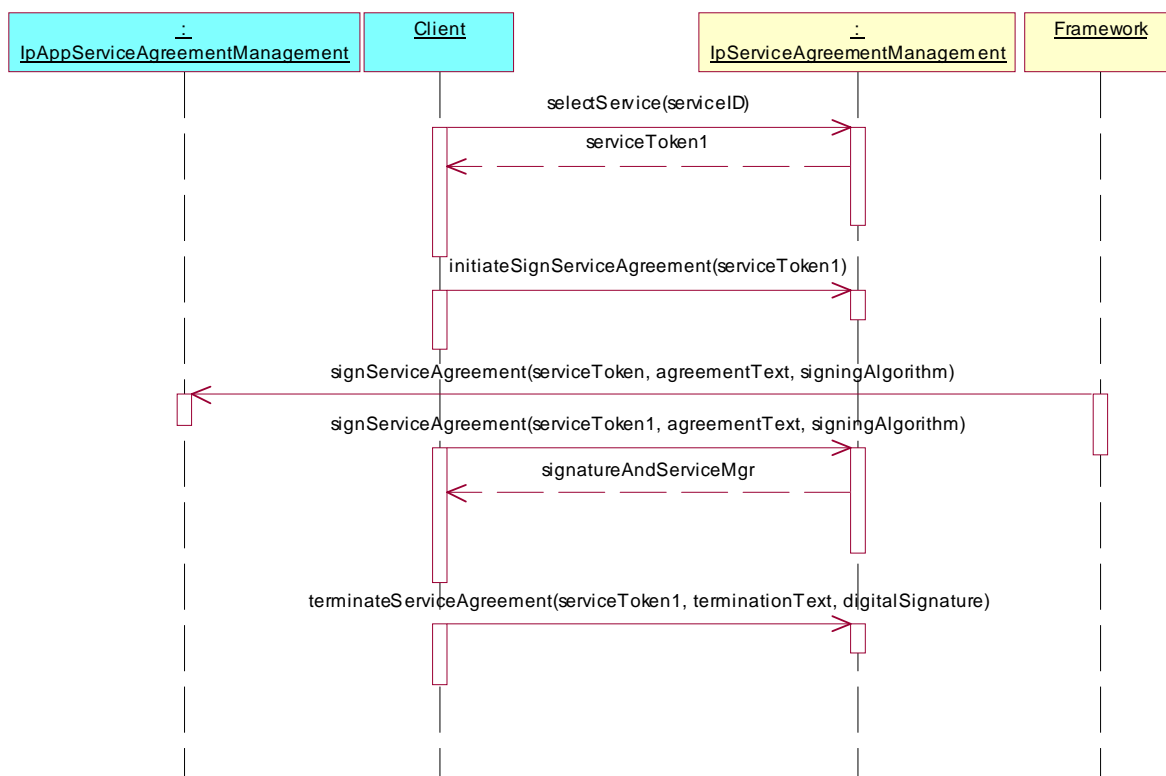 :
IpAppServiceAgreementManagement
Client
:
IpServiceAgreementManagement
Framework
selectService(serviceID)
serviceToken1
initiateSignServiceAgreement(serviceToken1)
signServiceAgreement(serviceToken, agreementText, signingAlgorithm)
signServiceAgreement(serviceToken1, agreementText, signingAlgorithm)
signatureAndServiceMgr
terminateServiceAgreement(serviceToken1, terminationText, digitalSignature)